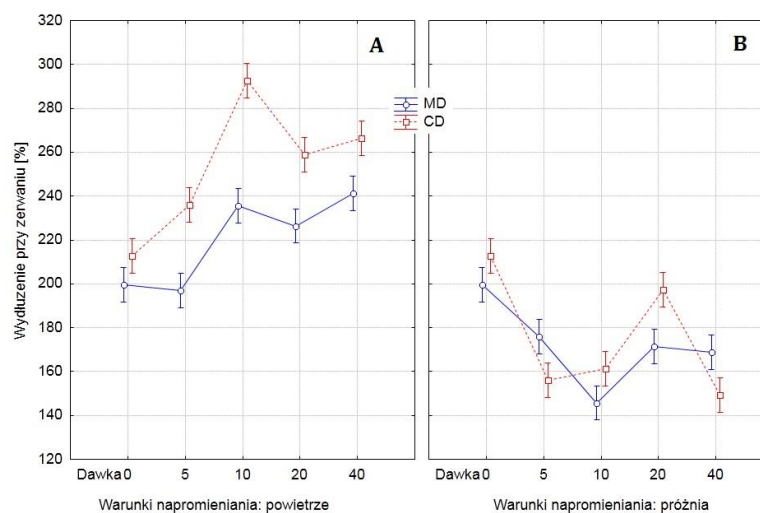 320
300
280
260
240
220
200
180
160
140
120
Wydłużenie przy zerwaniu [%]
A
B
MD
CD
Dawka 0 5 10 20 40
Dawka 0 5 10 20 40
Warunki napromieniania: powietrze
Warunki napromieniania: próżnia